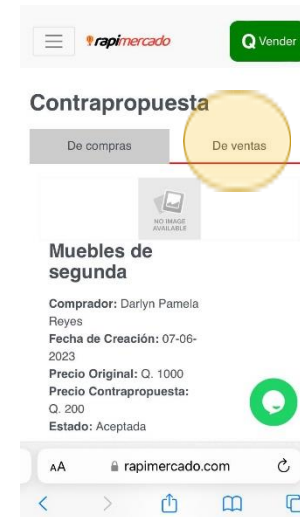 rapimercado
Q Vender
Contrapropuesta
De compras
De ventas
NO IMAGE
AVAILABLE
Muebles de
segunda
Comprador: Darlyn Pamela
Reyes
Fecha de Creación: 07-06-
2023
Precio Original: Q. 1000
Precio Contrapropuesta:
Q. 200
Estado: Aceptada
AA
rapimercado.com